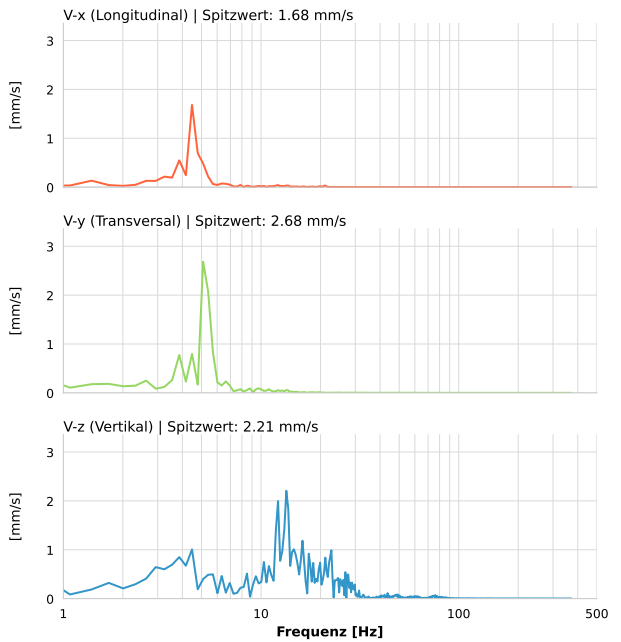 V-x (Longitudinal) | Spitzwert: 1.68 mm/s
3
2
1
0
[mm/s]
V-y (Transversal) | Spitzwert: 2.68 mm/s
3
2
1
0
[mm/s]
V-z (Vertikal) | Spitzwert: 2.21 mm/s
3
2
1
0
[mm/s]
1 10 100 500
Frequenz [Hz]